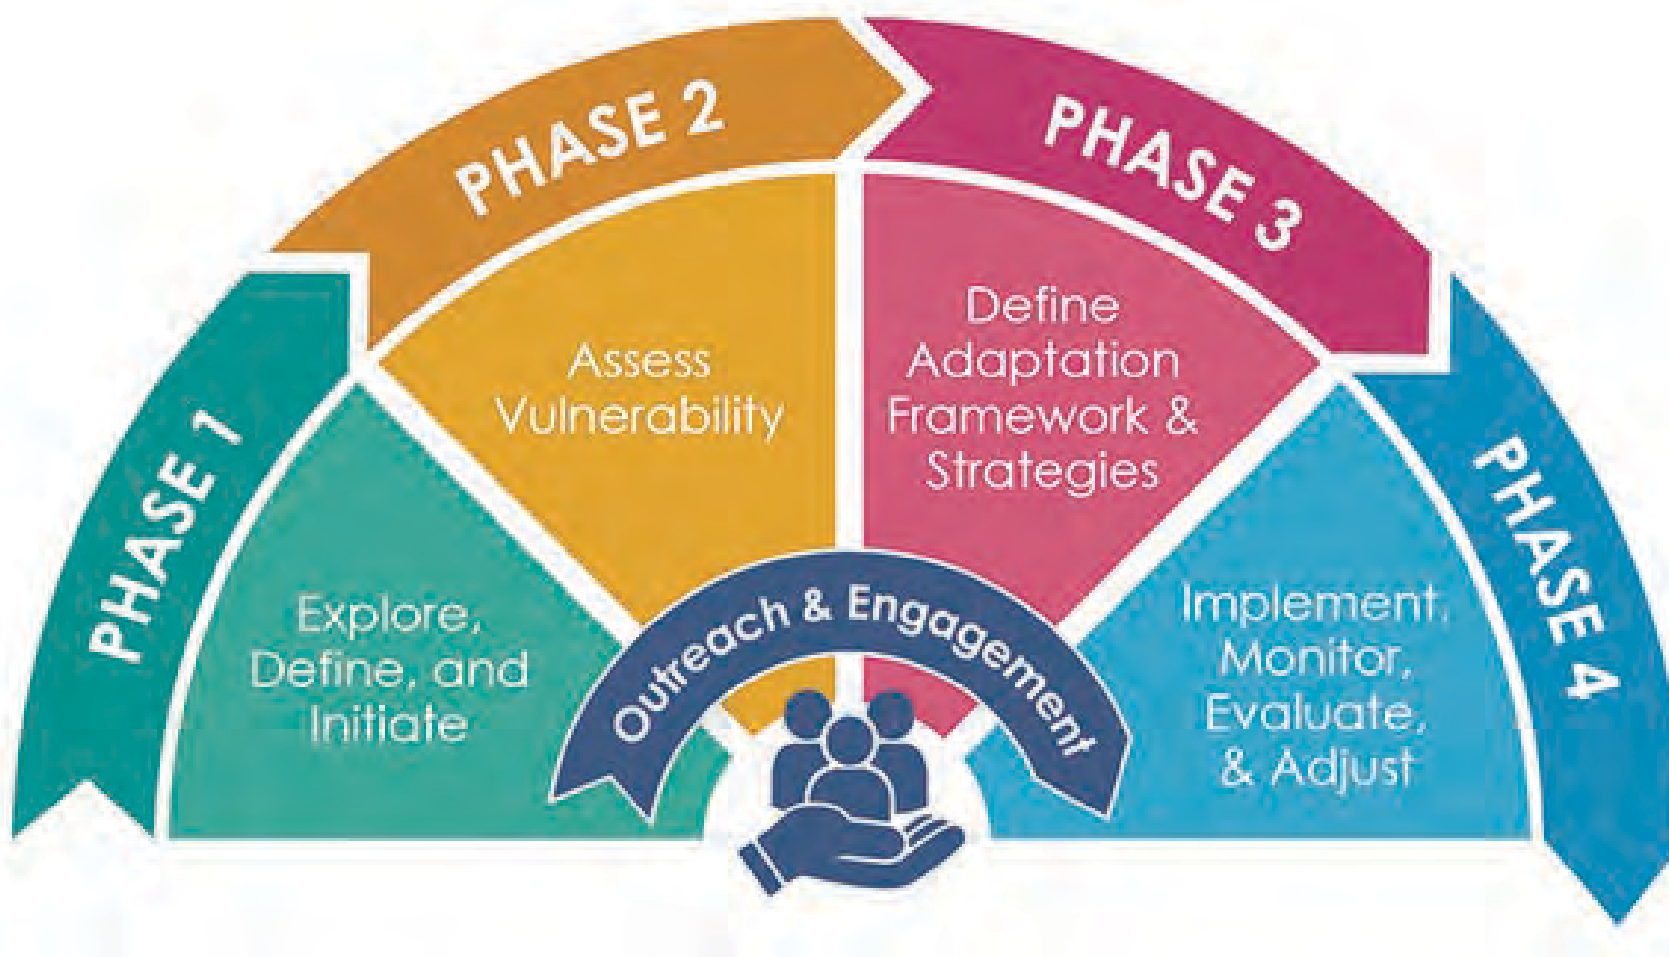 PHASE 1
Explore,
Define, and
Initiate
PHASE 2
Assess
Vulnerability
PHASE 3
Define
Adaptation
Framework &
Strategies
PHASE 4
Implement,
Monitor,
Evaluate,
& Adjust
Outreach & Engagement